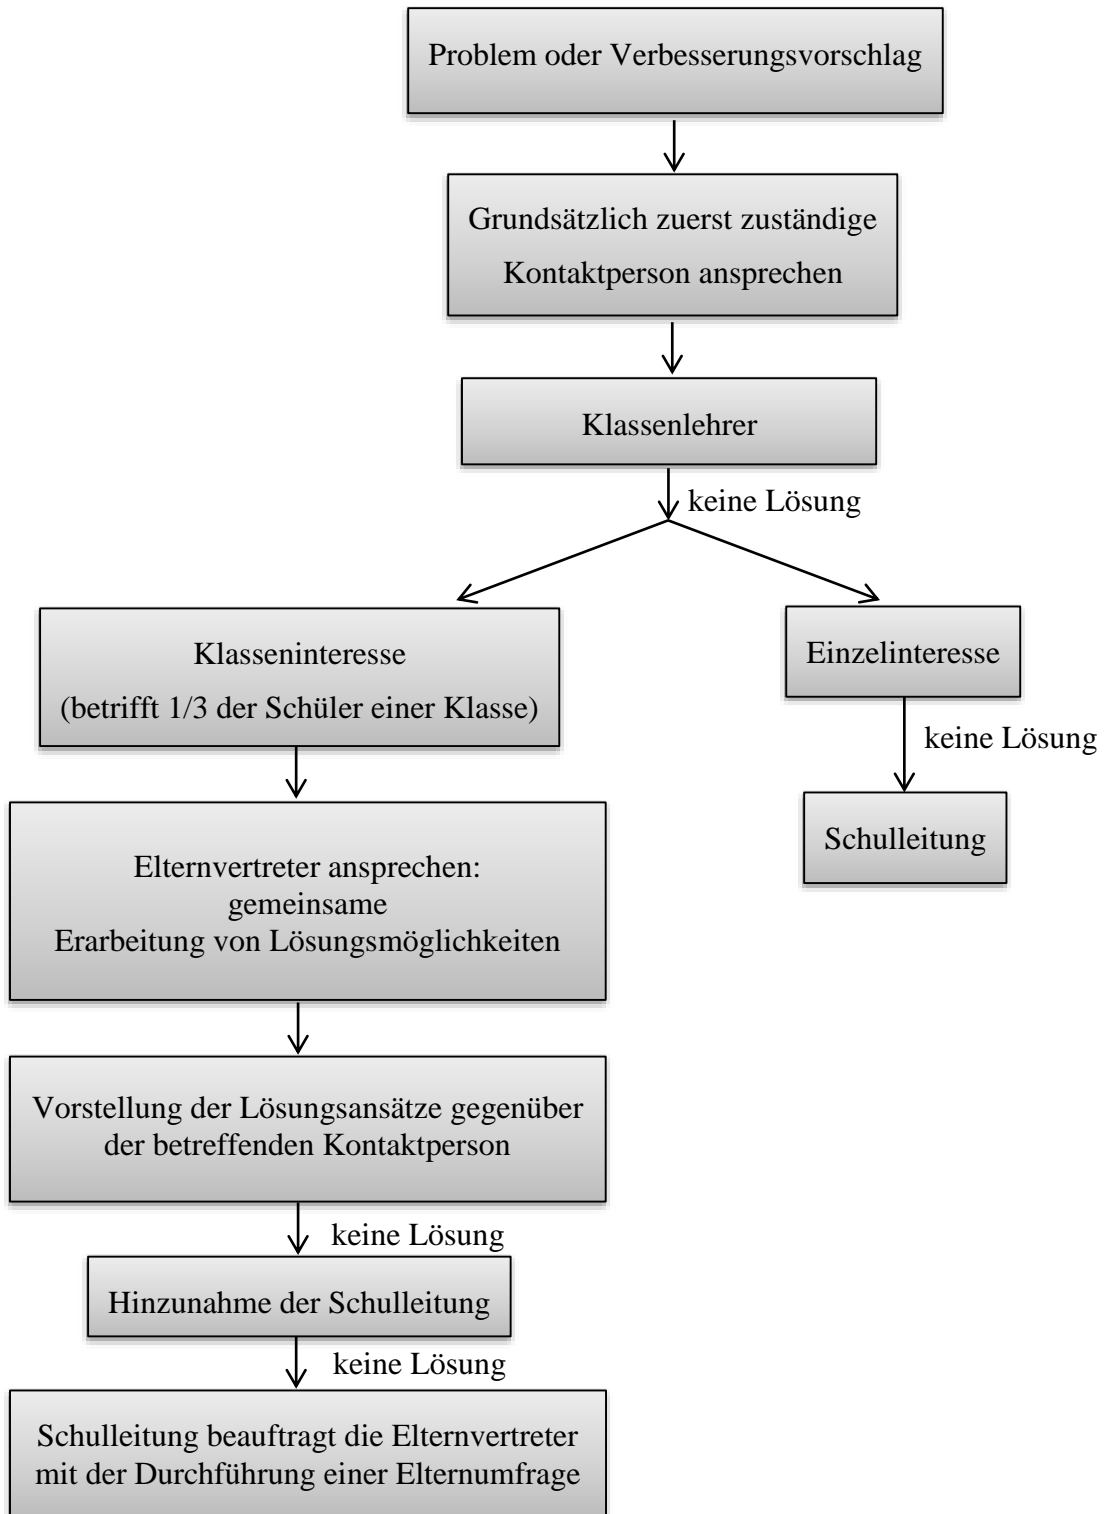 Problem oder Verbesserungsvorschlag
Grundsätzlich zuerst zuständige
Kontaktperson ansprechen
Klassenlehrer
keine Lösung
Klasseninteresse
(betrifft 1/3 der Schüler einer Klasse)
Einzelinteresse
keine Lösung
Schulleitung
Elternvertreter ansprechen:
gemeinsame
Erarbeitung von Lösungsmöglichkeiten
Vorstellung der Lösungsansätze gegenüber
der betreffenden Kontaktperson
keine Lösung
Hinzunahme der Schulleitung
keine Lösung
Schulleitung beauftragt die Elternvertreter
mit der Durchführung einer Elternumfrage